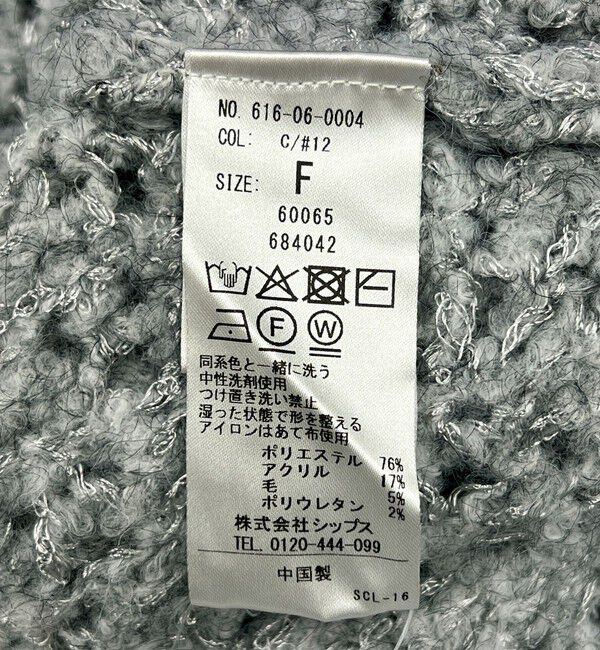 NO. 616-06-0004
COL: C/#12
SIZE: F
60065
684042
F W
同系色と一緒に洗う
中性洗剤使用
つけ置き洗い禁止
湿った状態で形を整える
アイロンはあて布使用
ポリエステル 76%
アクリル 17%
毛 5%
ポリウレタン 2%
株式会社シップス
TEL. 0120-444-099
中国製
SCL-16